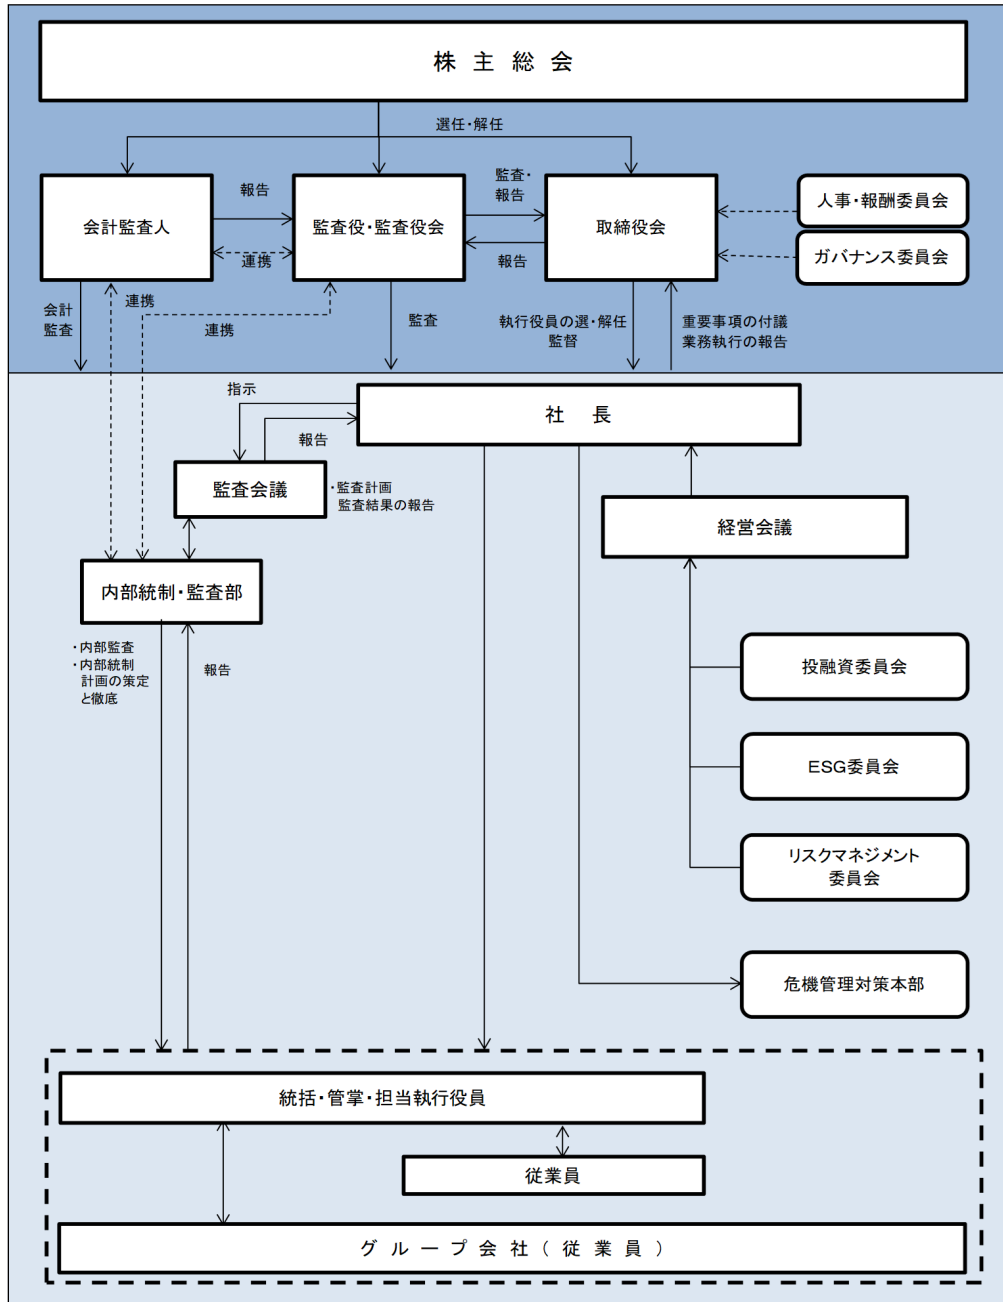 株主総会
選任・解任
会計監査人
報告
連携
監査役・監査役会
監査・
報告
報告
取締役会
人事・報酬委員会
ガバナンス委員会
会計
監査
連携
連携
監査
執行役員の選・解任
監督
重要事項の付議
業務執行の報告
指示
報告
社長
監査会議
・監査計画
監査結果の報告
経営会議
内部統制・監査部
・内部監査
・内部統制
計画の策定
と徹底
報告
投融資委員会
ESG委員会
リスクマネジメント
委員会
危機管理対策本部
統括・管掌・担当執行役員
従業員
グループ会社(従業員)